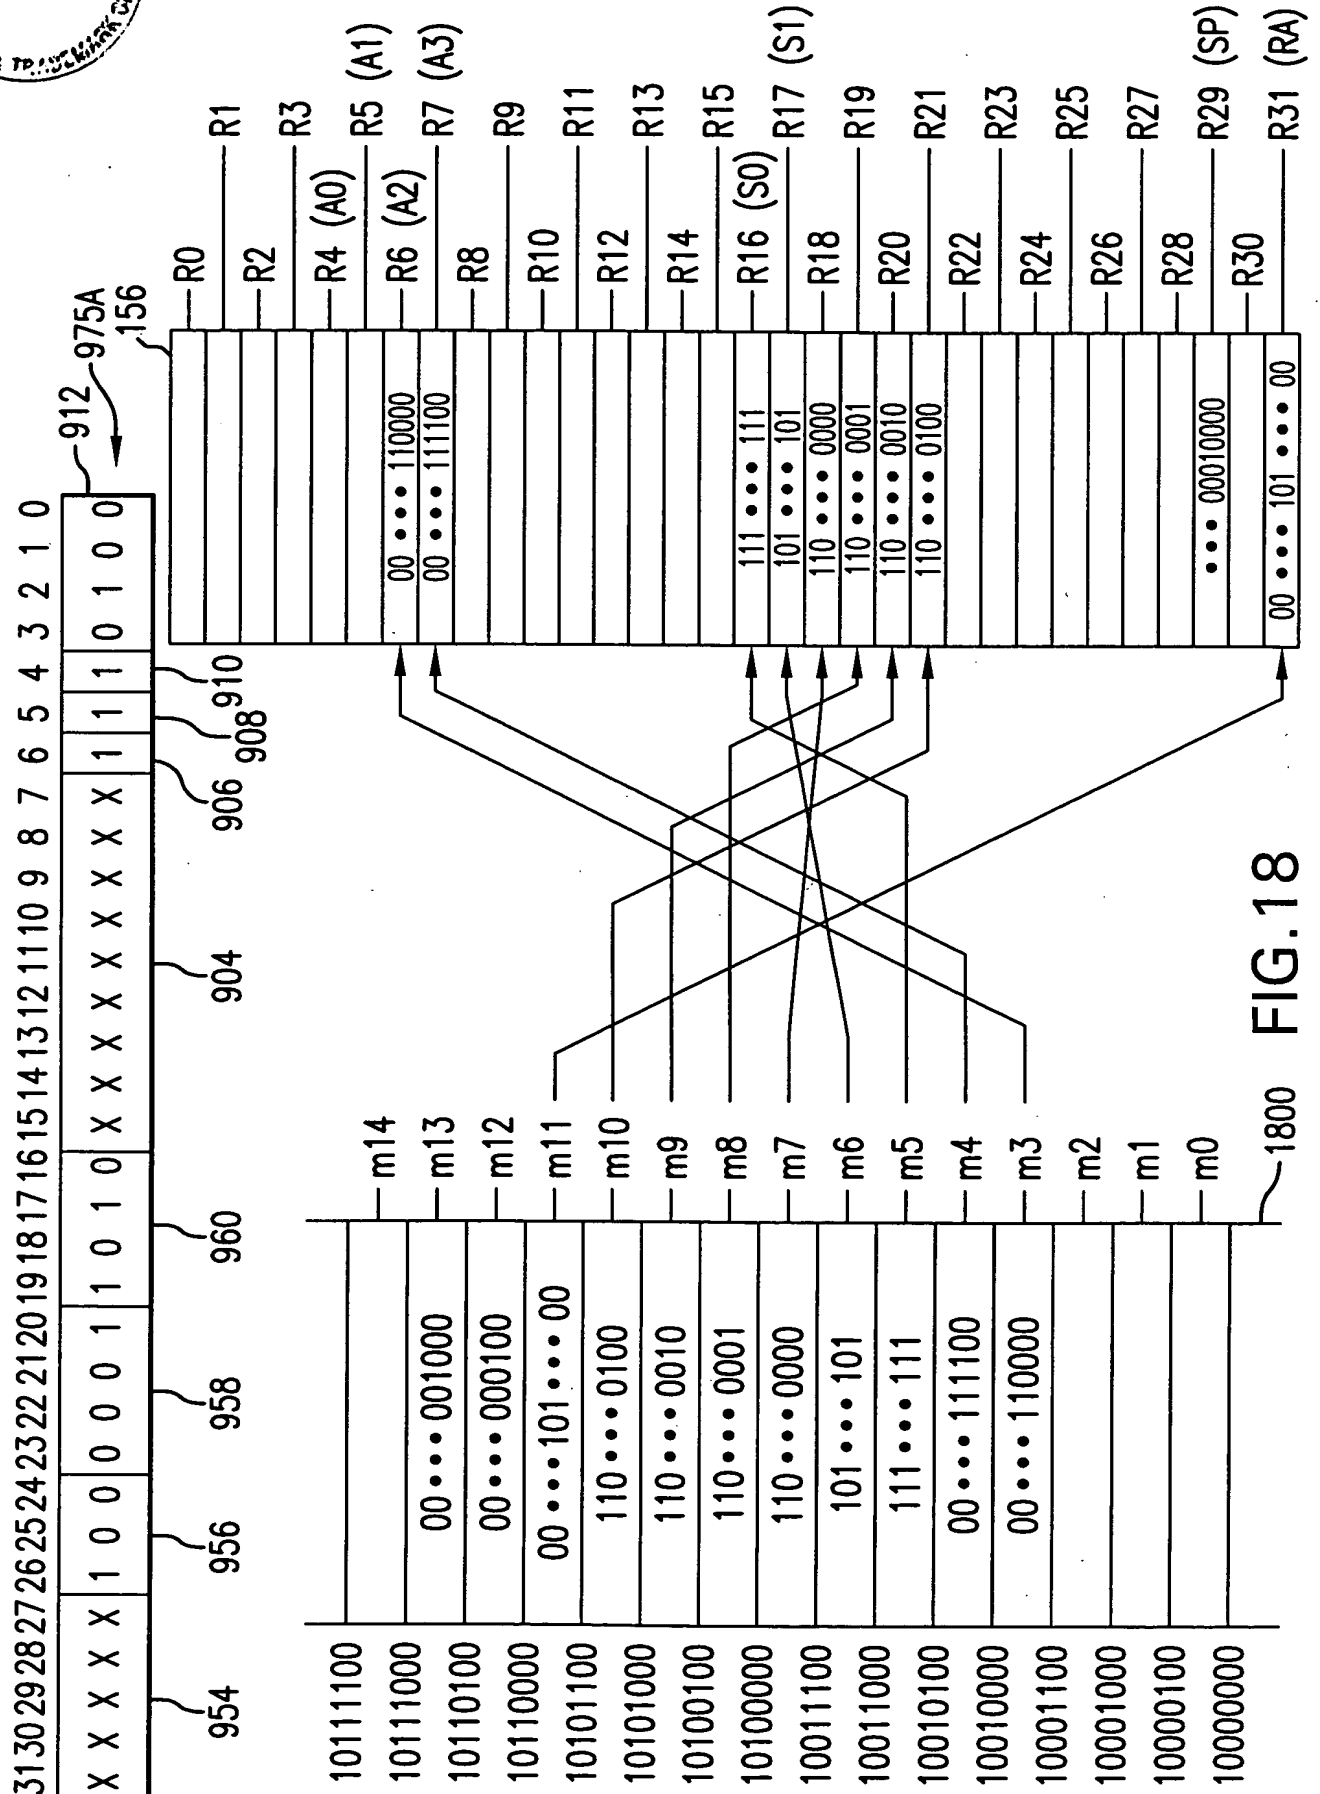 31 30 29 28 27 26 25 24 23 22 21 20 19 18 17 16 15 14 13 12 11 10 9 8 7 6 5 4 3 2 1 0
X X X X X 1 0 0 0 0 0 1 1 0 1 0 X X X X X X X X X 1 1 1 0 1 0 0
954 956 958 960 904 906 908 910 912
975A
156
10111100 m14
10111000 00 •••• 001000 m13
10110100 00 •••• 000100 m12
10110000 00 •••• 101 •••• 00 m11
10101100 110 •••• 0100 m10
10101000 110 •••• 0010 m9
10100100 110 •••• 0001 m8
10100000 110 •••• 0000 m7
10011100 101 •••• 101 m6
10011000 111 •••• 111 m5
10010100 00 •••• 111100 m4
10010000 00 •••• 110000 m3
10001100 m2
10001000 m1
10000100 m0
10000000
1800
R0
R1
R2
R3
R4 (A0)
R5 (A1)
00 •••• 110000 R6 (A2)
00 •••• 111100 R7 (A3)
R8
R9
R10
R11
R12
R13
R14
R15
111 •••• 111 R16 (S0)
101 •••• 101 R17 (S1)
110 •••• 0000 R18
110 •••• 0001 R19
110 •••• 0010 R20
110 •••• 0100 R21
R22
R23
R24
R25
R26
R27
R28
•••• 00010000 R29 (SP)
R30
00 •••• 101 •••• 00 R31 (RA)
FIG.18